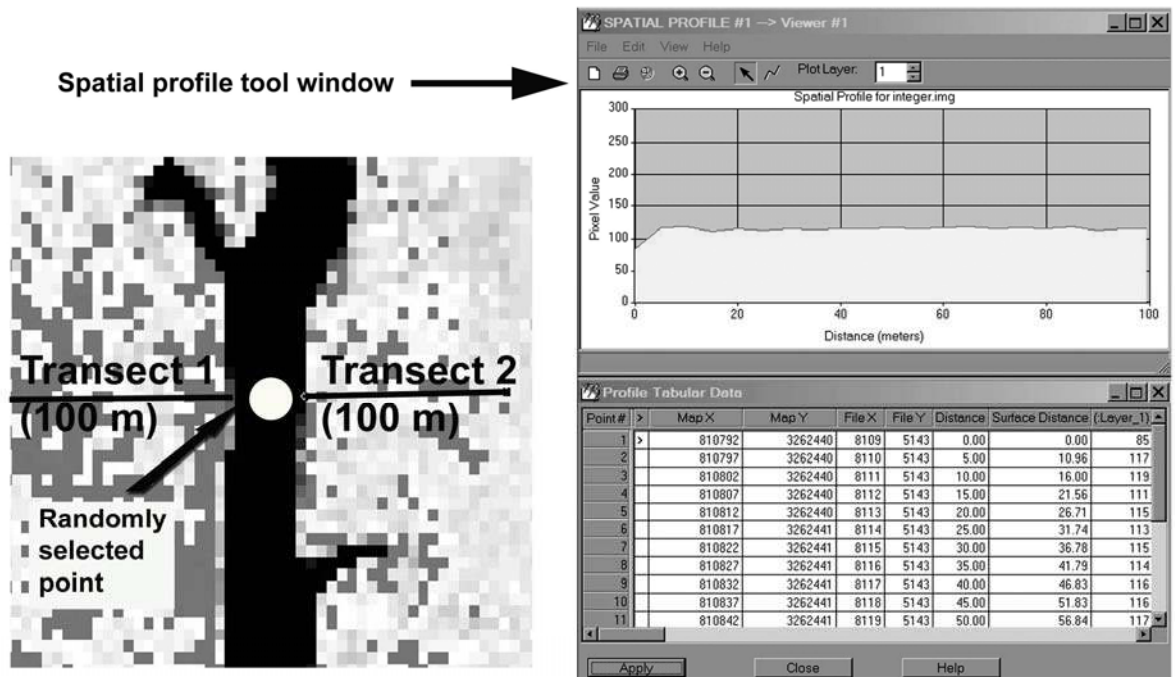 Spatial profile tool window
Transect 1
(100 m)
Transect 2
(100 m)
Randomly
selected
point
SPATIAL PROFILE #1 --> Viewer #1
File Edit View Help
Plot Layer: 1
Spatial Profile for integer.img
300
250
200
150
100
50
0
Pixel Value
0 20 40 60 80 100
Distance (meters)
Profile Tabular Data
Point # > Map X Map Y File X File Y Distance Surface Distance (:Layer_1)
1 > 810792 3262440 8109 5143 0.00 0.00 85
2 810797 3262440 8110 5143 5.00 10.96 117
3 810802 3262440 8111 5143 10.00 16.00 119
4 810807 3262440 8112 5143 15.00 21.56 111
5 810812 3262440 8113 5143 20.00 26.71 115
6 810817 3262441 8114 5143 25.00 31.74 113
7 810822 3262441 8115 5143 30.00 36.78 115
8 810827 3262441 8116 5143 35.00 41.79 114
9 810832 3262441 8117 5143 40.00 46.83 116
10 810837 3262441 8118 5143 45.00 51.83 116
11 810842 3262441 8119 5143 50.00 56.84 117
Apply Close Help